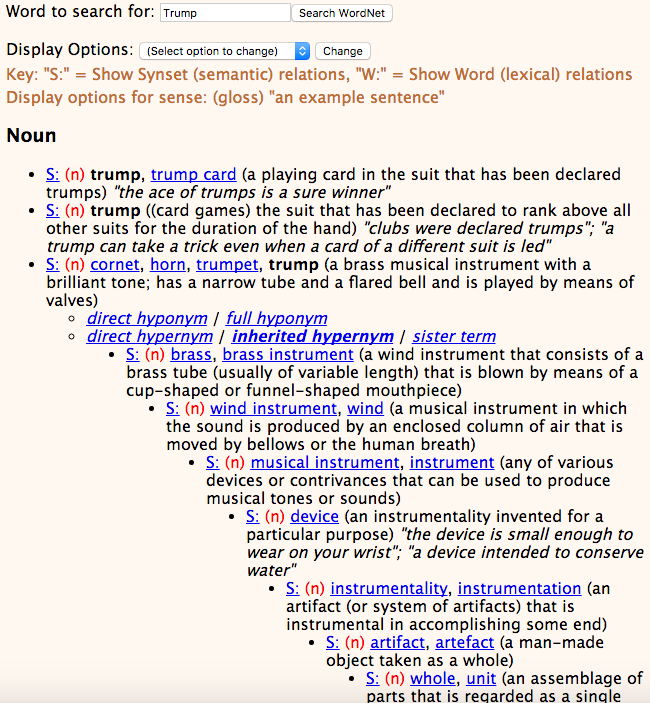 Word to search for: Trump Search WordNet
Display Options: (Select option to change) Change
Key: "S:" = Show Synset (semantic) relations, "W:" = Show Word (lexical) relations
Display options for sense: (gloss) "an example sentence"
Noun
• S: (n) trump, trump card (a playing card in the suit that has been declared
trumps) "the ace of trumps is a sure winner"
• S: (n) trump ((card games) the suit that has been declared to rank above all
other suits for the duration of the hand) "clubs were declared trumps"; "a
trump can take a trick even when a card of a different suit is led"
• S: (n) cornet, horn, trumpet, trump (a brass musical instrument with a
brilliant tone; has a narrow tube and a flared bell and is played by means of
valves)
◦ direct hyponym / full hyponym
◦ direct hypernym / inherited hypernym / sister term
• S: (n) brass, brass instrument (a wind instrument that consists of a
brass tube (usually of variable length) that is blown by means of a
cup-shaped or funnel-shaped mouthpiece)
• S: (n) wind instrument, wind (a musical instrument in which
the sound is produced by an enclosed column of air that is
moved by bellows or the human breath)
• S: (n) musical instrument, instrument (any of various
devices or contrivances that can be used to produce
musical tones or sounds)
• S: (n) device (an instrumentality invented for a
particular purpose) "the device is small enough to
wear on your wrist"; "a device intended to conserve
water"
• S: (n) instrumentality, instrumentation (an
artifact (or system of artifacts) that is
instrumental in accomplishing some end)
• S: (n) artifact, artefact (a man-made
object taken as a whole)
• S: (n) whole, unit (an assemblage of
parts that is regarded as a single